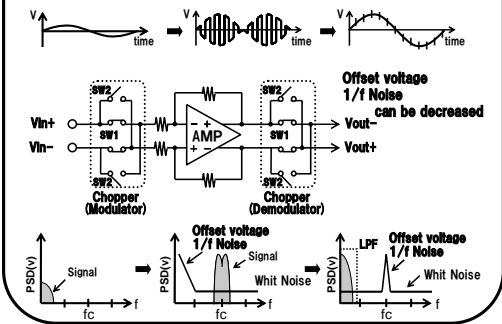 V
time
V
time
V
time
Offset voltage
1/f Noise
can be decreased
SW2
SW2
Vin+
SW1
− +
AMP
+ −
SW1
Vout−
Vin−
Vout+
SW2
SW2
Chopper
(Modulator)
Chopper
(Demodulator)
PSD(v)
Signal
fc
f
Offset voltage
1/f Noise
PSD(v)
Signal
Whit Noise
fc
f
LPF
Offset voltage
1/f Noise
PSD(v)
Whit Noise
fc
f